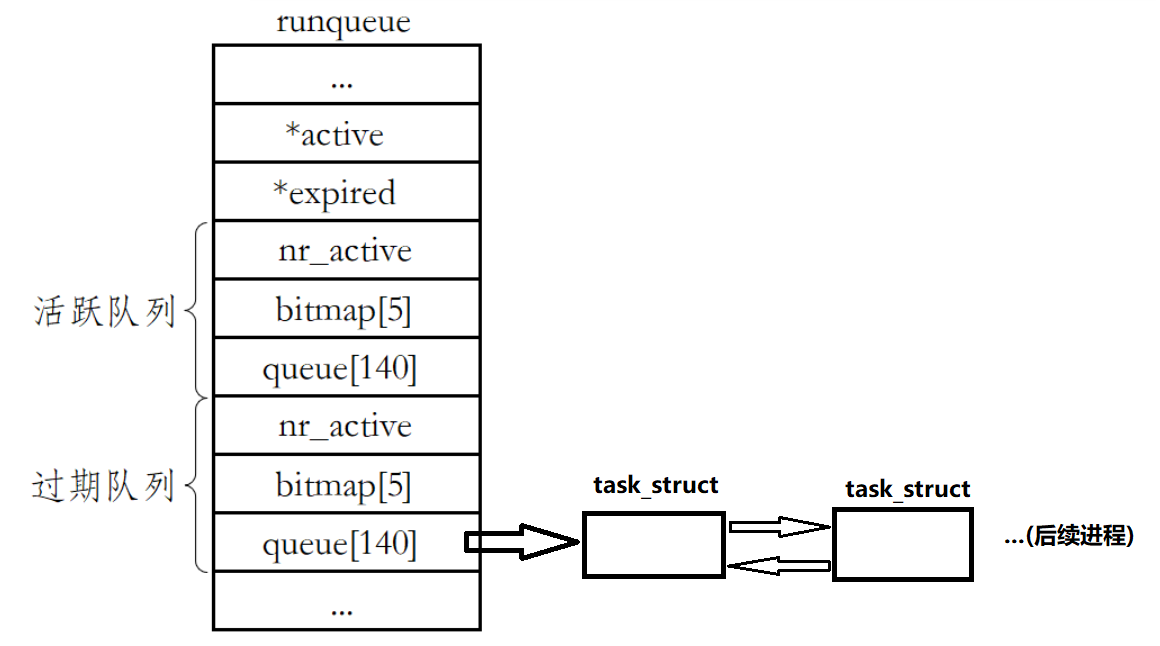 runqueue
...
*active
*expired
nr_active
bitmap[5]
queue[140]
活跃队列
nr_active
bitmap[5]
queue[140]
过期队列
...
task_struct
task_struct
...(后续进程)